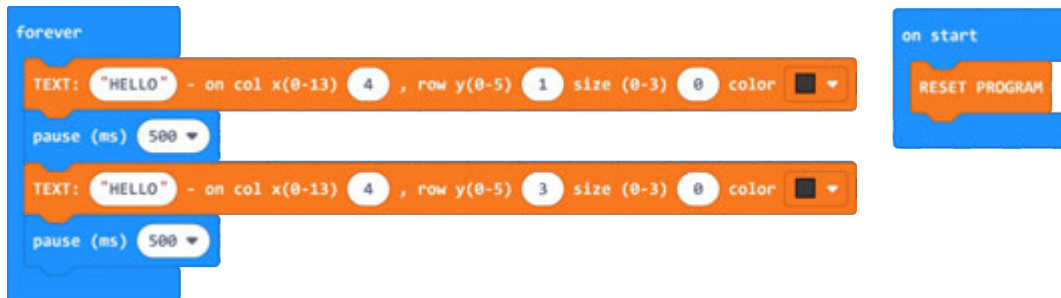 forever
TEXT: "HELLO" - on col x(0-13) 4 , row y(0-5) 1 size (0-3) 0 color
pause (ms) 500
TEXT: "HELLO" - on col x(0-13) 4 , row y(0-5) 3 size (0-3) 0 color
pause (ms) 500
on start
RESET PROGRAM